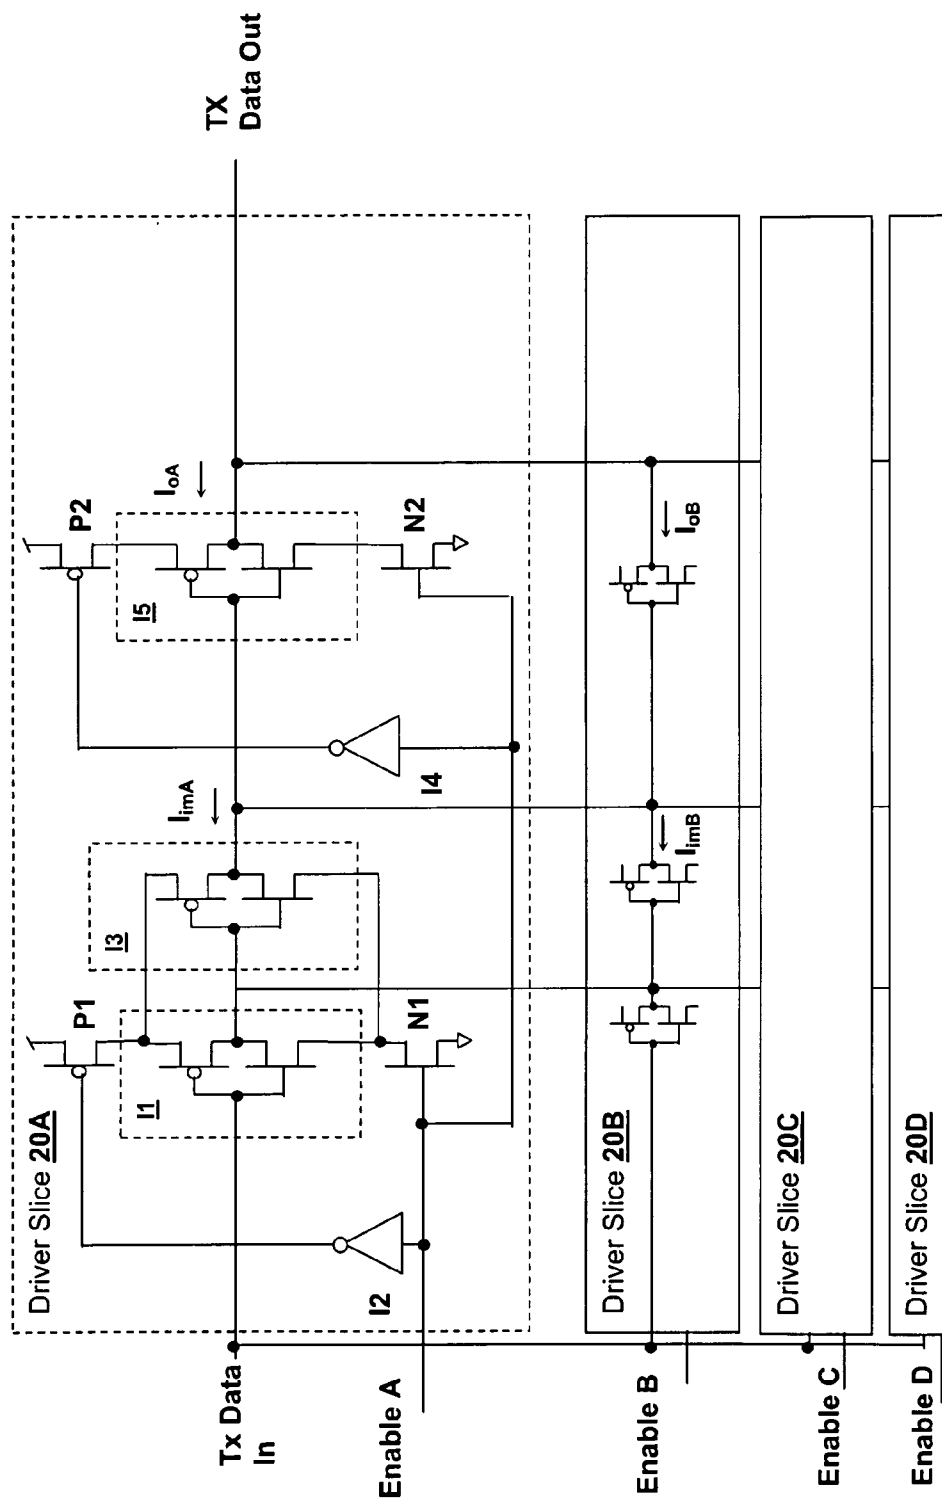 Driver Slice 20A
P1
P2
I1
I3
I5
I2
I4
N1
N2
IimA
IoA
TX
Data Out
Tx Data
In
Enable A
Driver Slice 20B
IimB
IoB
Enable B
Driver Slice 20C
Enable C
Driver Slice 20D
Enable D